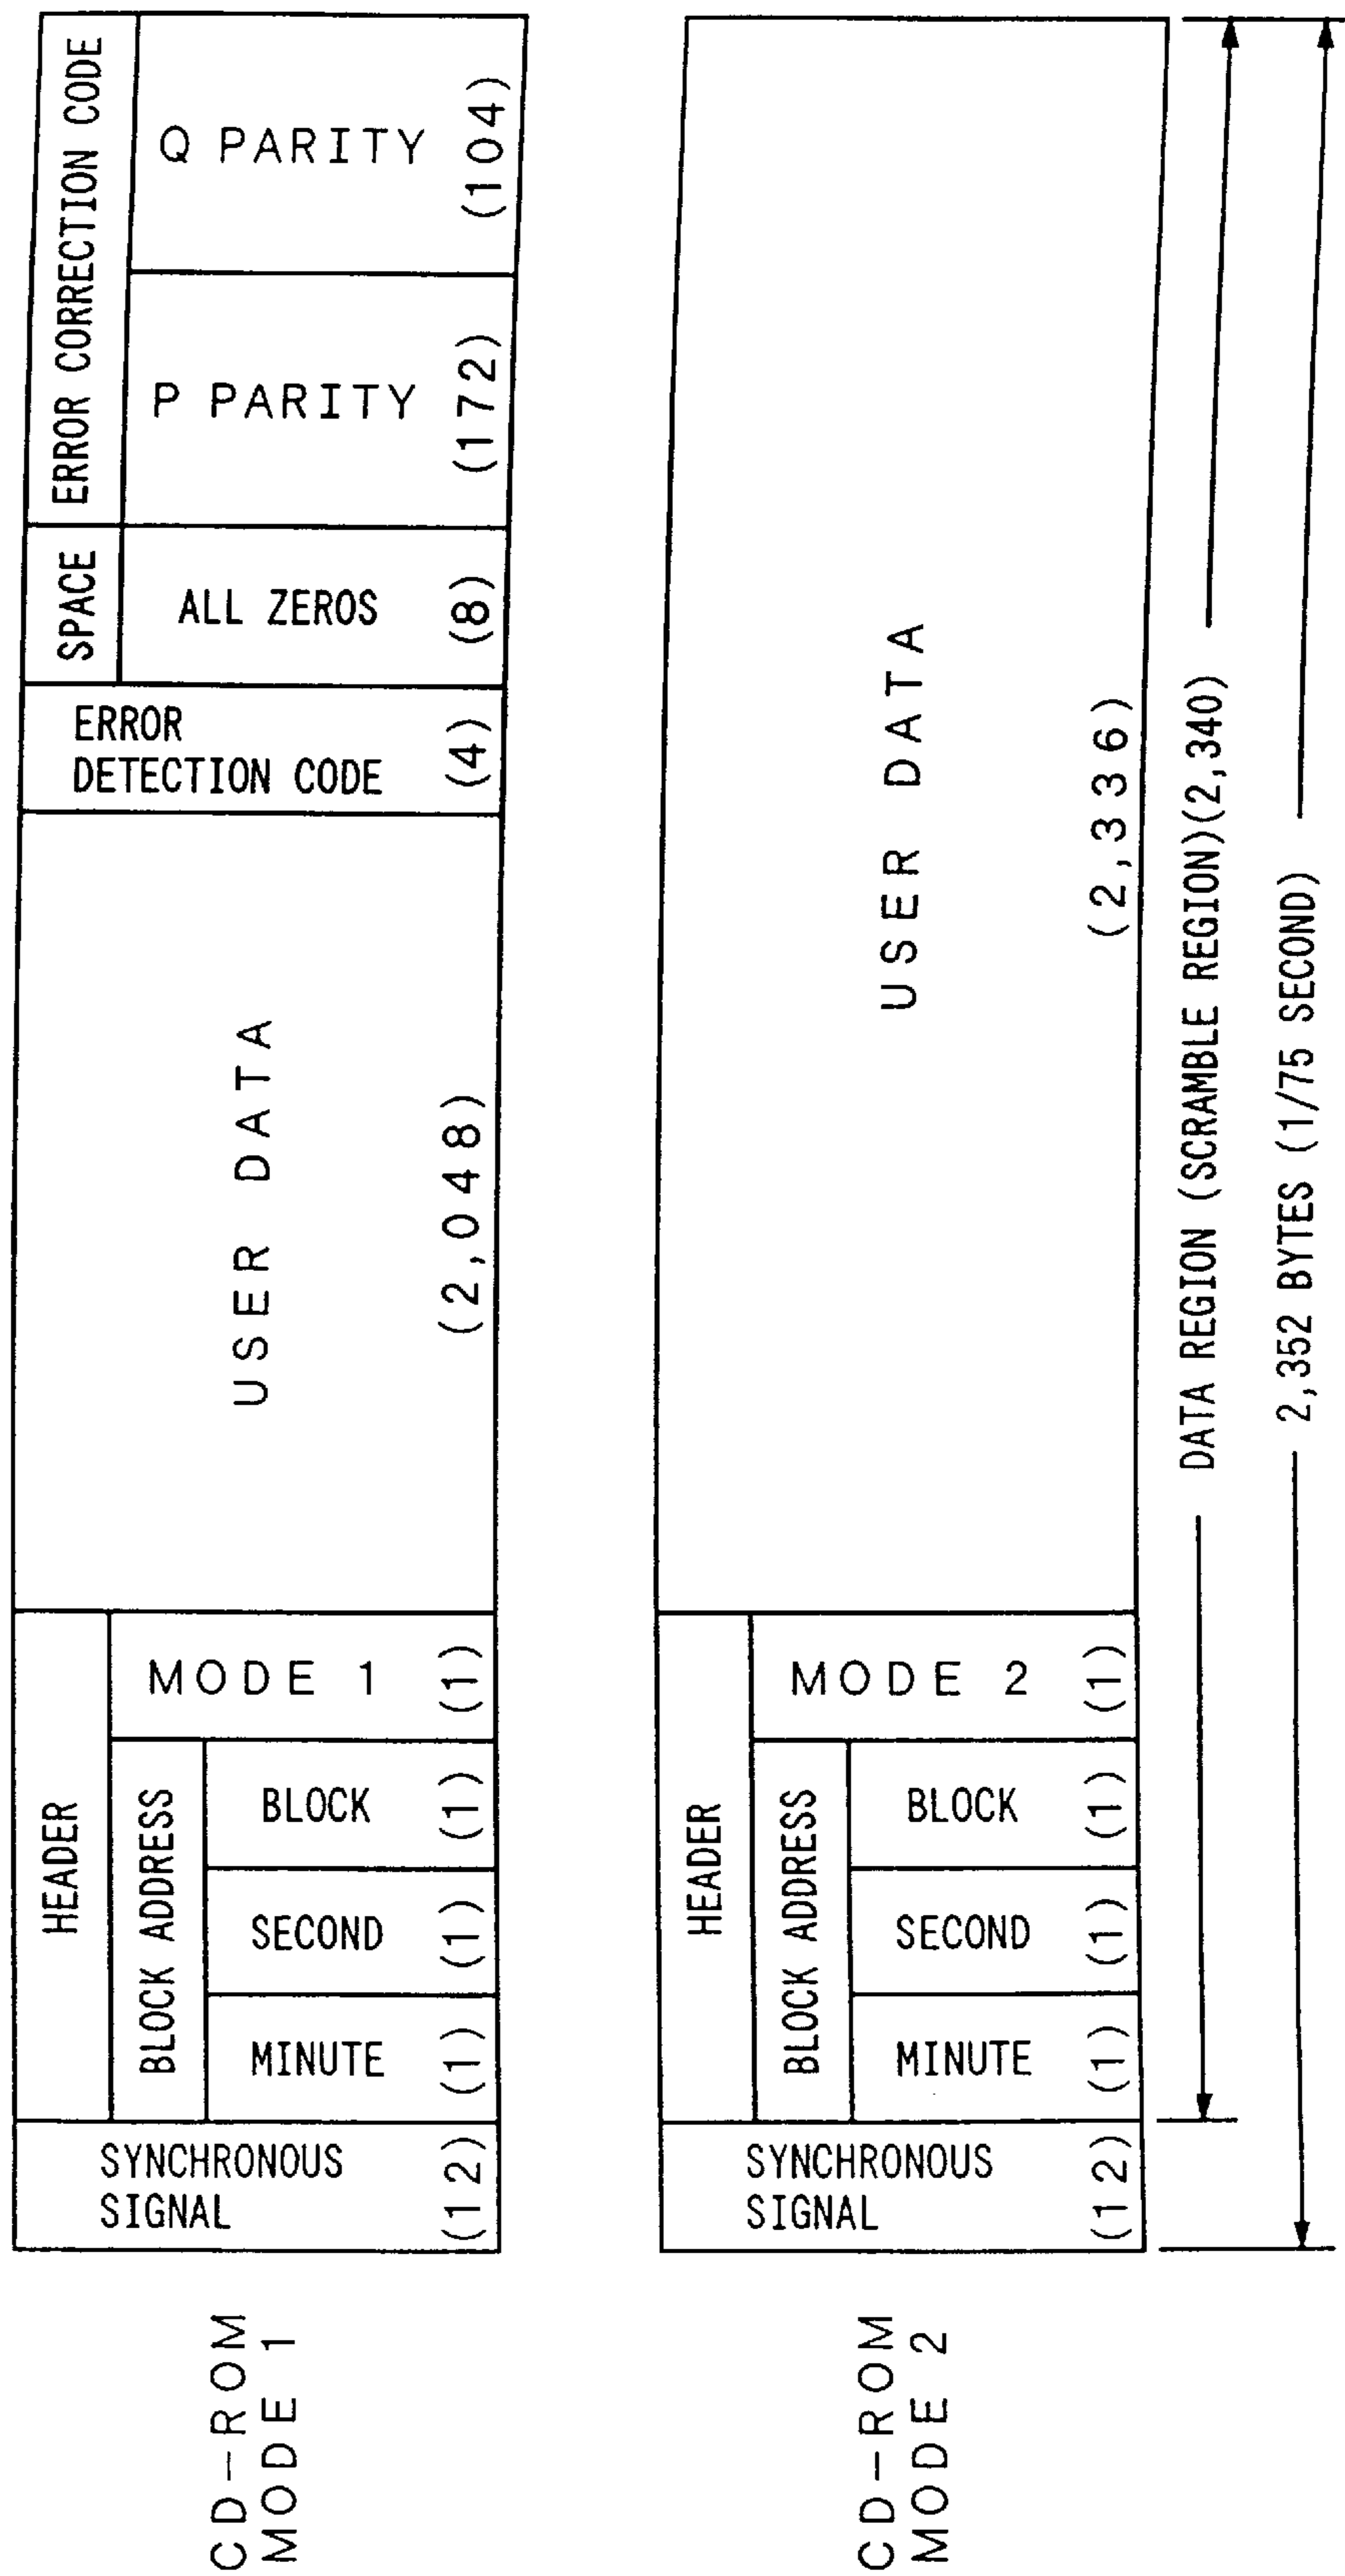 CD-ROM
MODE 1
SYNCHRONOUS
SIGNAL
(12)
HEADER
BLOCK ADDRESS
MINUTE
(1)
SECOND
(1)
BLOCK
(1)
MODE 1
(1)
USER DATA
(2,048)
ERROR
DETECTION CODE
(4)
SPACE
ALL ZEROS
(8)
ERROR CORRECTION CODE
P PARITY
(172)
Q PARITY
(104)
CD-ROM
MODE 2
SYNCHRONOUS
SIGNAL
(12)
HEADER
BLOCK ADDRESS
MINUTE
(1)
SECOND
(1)
BLOCK
(1)
MODE 2
(1)
USER DATA
(2,336)
DATA REGION (SCRAMBLE REGION)(2,340)
2,352 BYTES (1/75 SECOND)